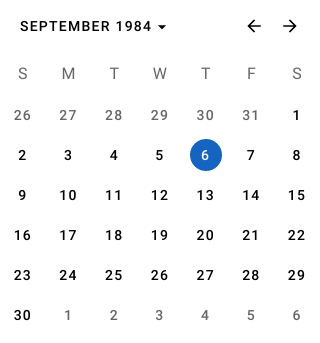 SEPTEMBER 1984
S M T W T F S
26 27 28 29 30 31 1
2 3 4 5 6 7 8
9 10 11 12 13 14 15
16 17 18 19 20 21 22
23 24 25 26 27 28 29
30 1 2 3 4 5 6